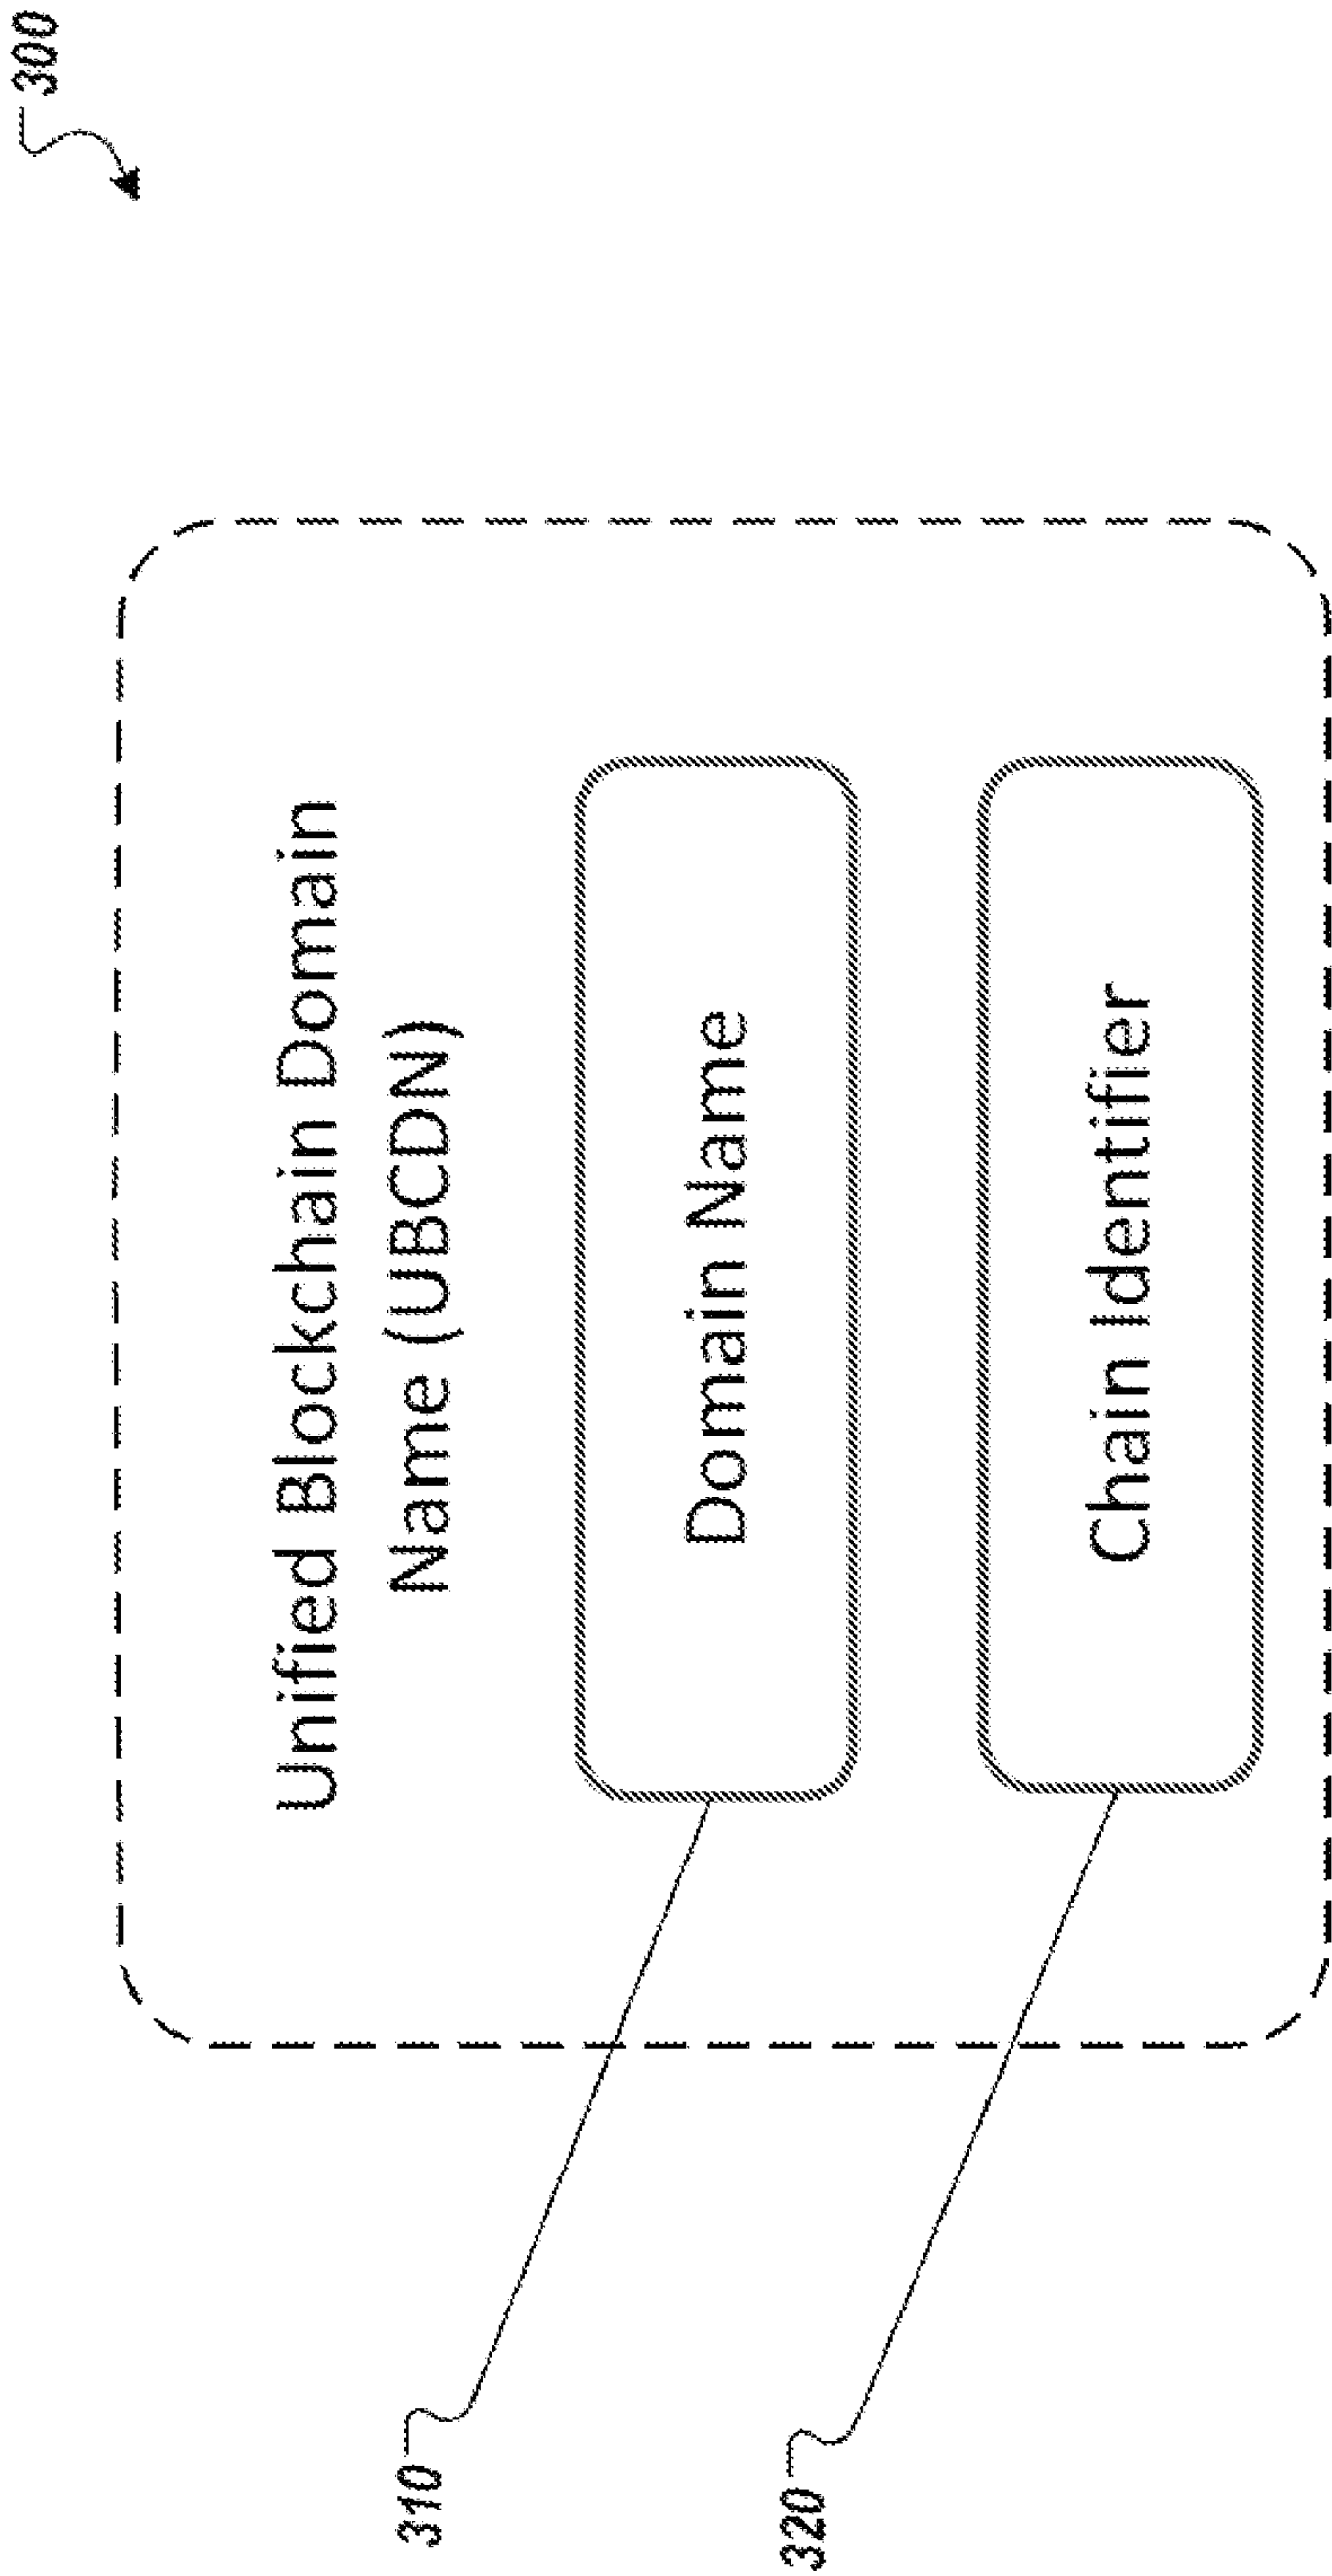 300
Unified Blockchain Domain
Name (UBCDN)
310
Domain Name
320
Chain Identifier